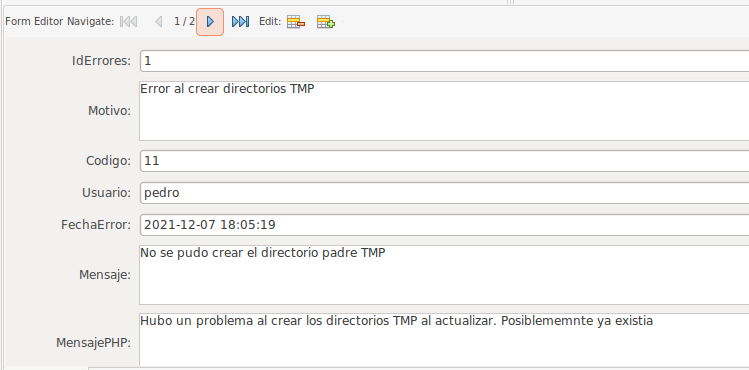 Form Editor Navigate: 1 / 2 Edit:
IdErrores: 1
Motivo: Error al crear directorios TMP
Codigo: 11
Usuario: pedro
FechaError: 2021-12-07 18:05:19
Mensaje: No se pudo crear el directorio padre TMP
MensajePHP: Hubo un problema al crear los directorios TMP al actualizar. Posiblememnte ya existia